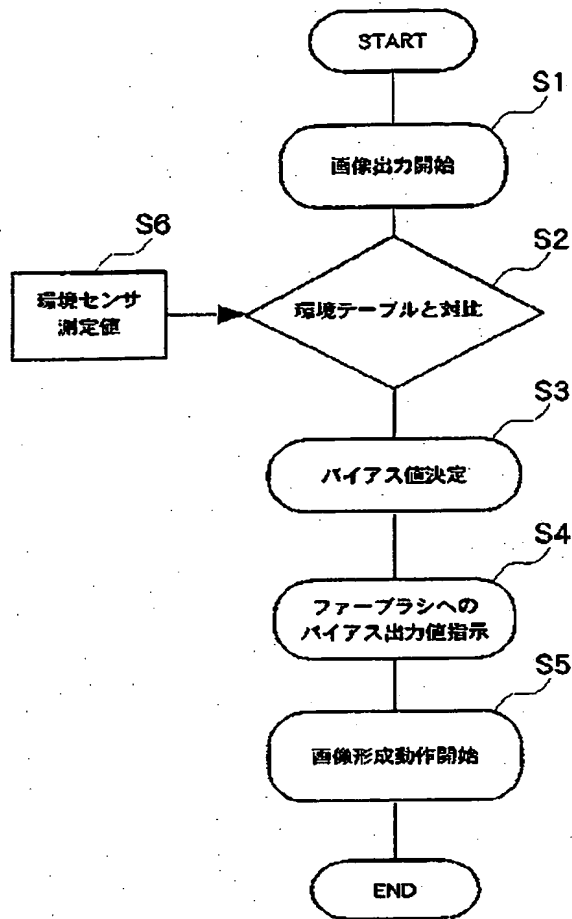 START
S1
画像出力開始
S6
S2
環境センサ
測定値
環境テーブルと対比
S3
バイアス値決定
S4
ファーブラシへの
バイアス出力値指示
S5
画像形成動作開始
END